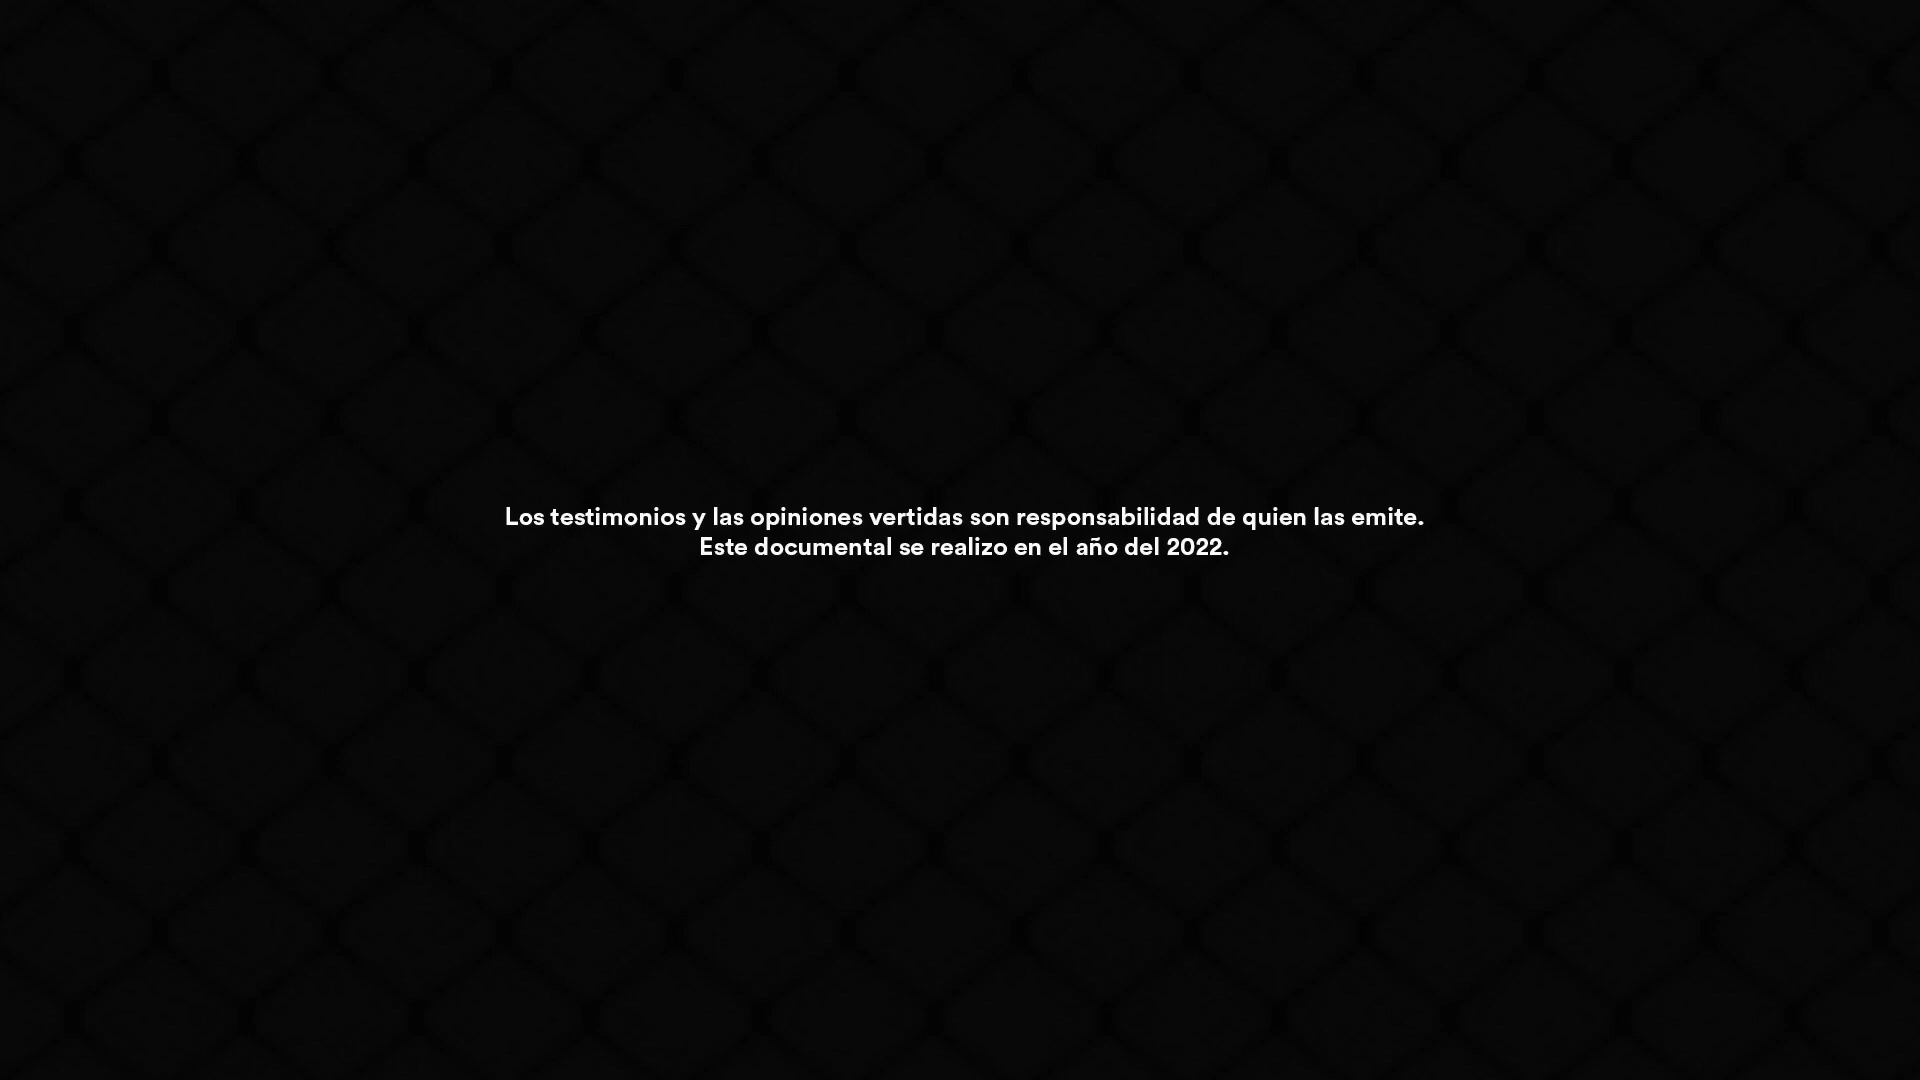 Los testimonios y las opiniones vertidas son responsabilidad de quien las emite.
Este documental se realizo en el año del 2022.